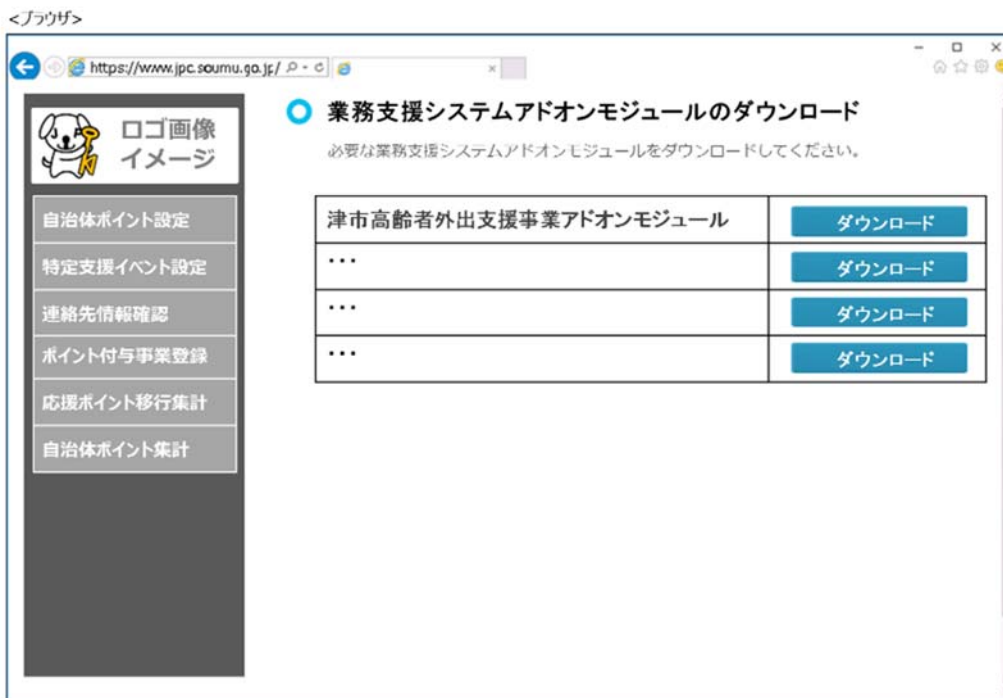 <ブラウザ>
https://www.jpc.soumu.go.jp/
ロゴ画像
イメージ
自治体ポイント設定
特定支援イベント設定
連絡先情報確認
ポイント付与事業登録
応援ポイント移行集計
自治体ポイント集計
業務支援システムアドオンモジュールのダウンロード
必要な業務支援システムアドオンモジュールをダウンロードしてください。
津市高齢者外出支援事業アドオンモジュール ダウンロード
・・・ ダウンロード
・・・ ダウンロード
・・・ ダウンロード